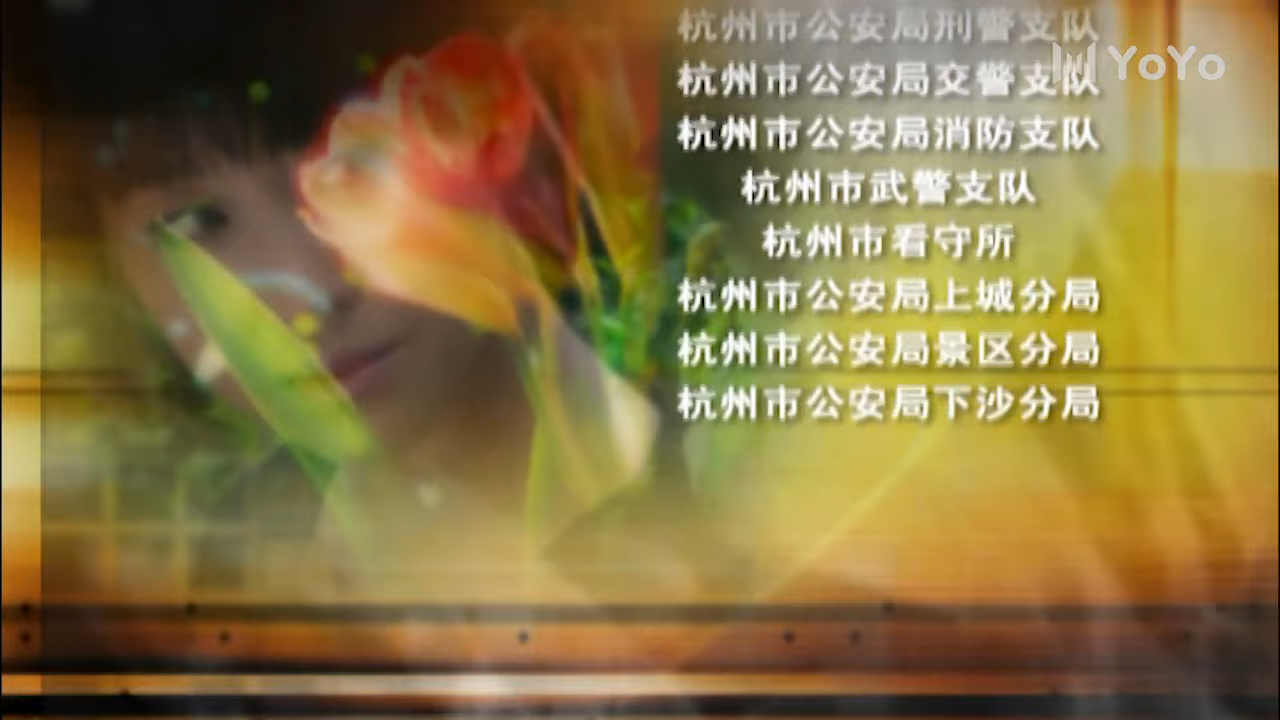 杭州市公安局刑警支队
YoYo
杭州市公安局交警支队
杭州市公安局消防支队
杭州市武警支队
杭州市看守所
杭州市公安局上城分局
杭州市公安局景区分局
杭州市公安局下沙分局